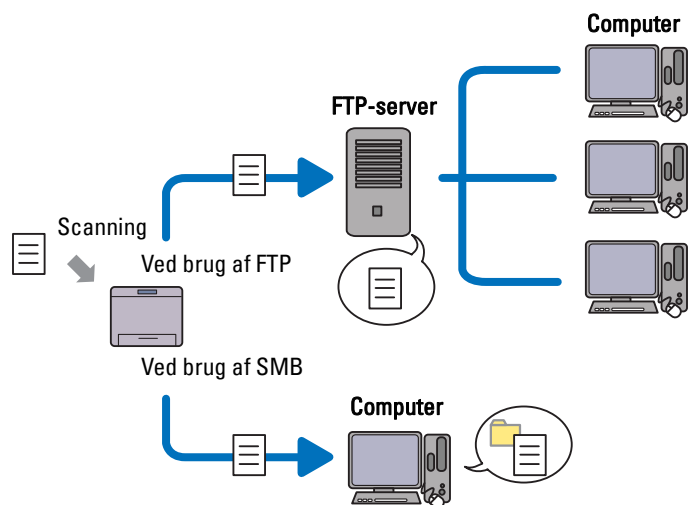 Computer
FTP-server
Scanning
Ved brug af FTP
Ved brug af SMB
Computer